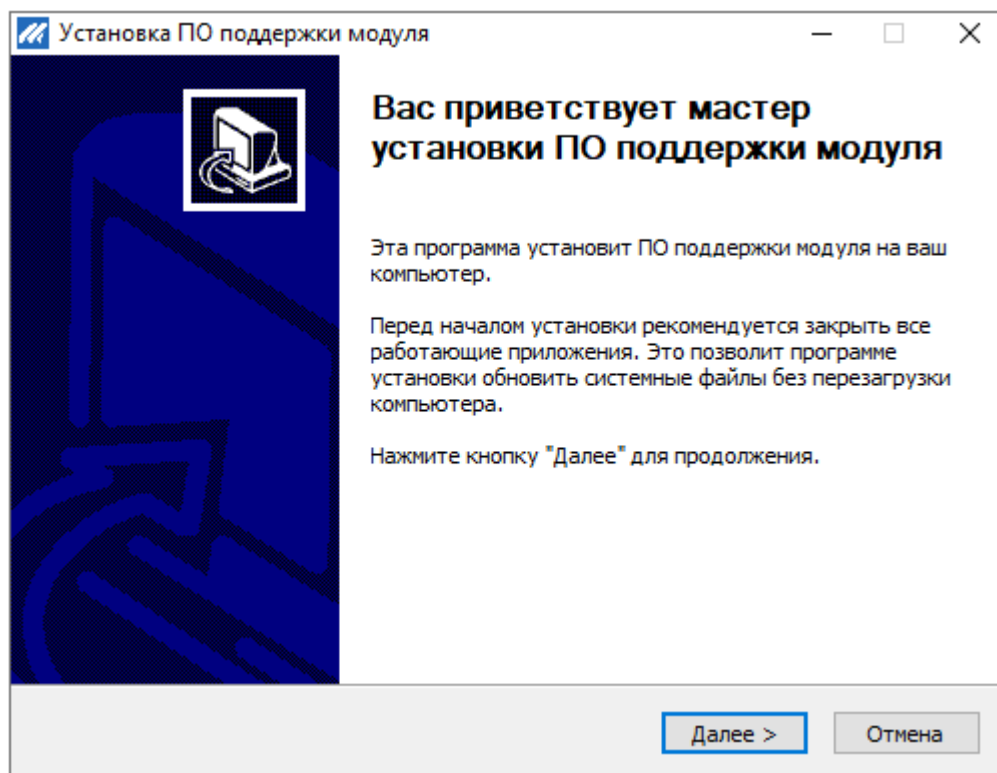 Установка ПО поддержки модуля
Вас приветствует мастер
установки ПО поддержки модуля
Эта программа установит ПО поддержки модуля на ваш
компьютер.
Перед началом установки рекомендуется закрыть все
работающие приложения. Это позволит программе
установки обновить системные файлы без перезагрузки
компьютера.
Нажмите кнопку "Далее" для продолжения.
Далее >
Отмена